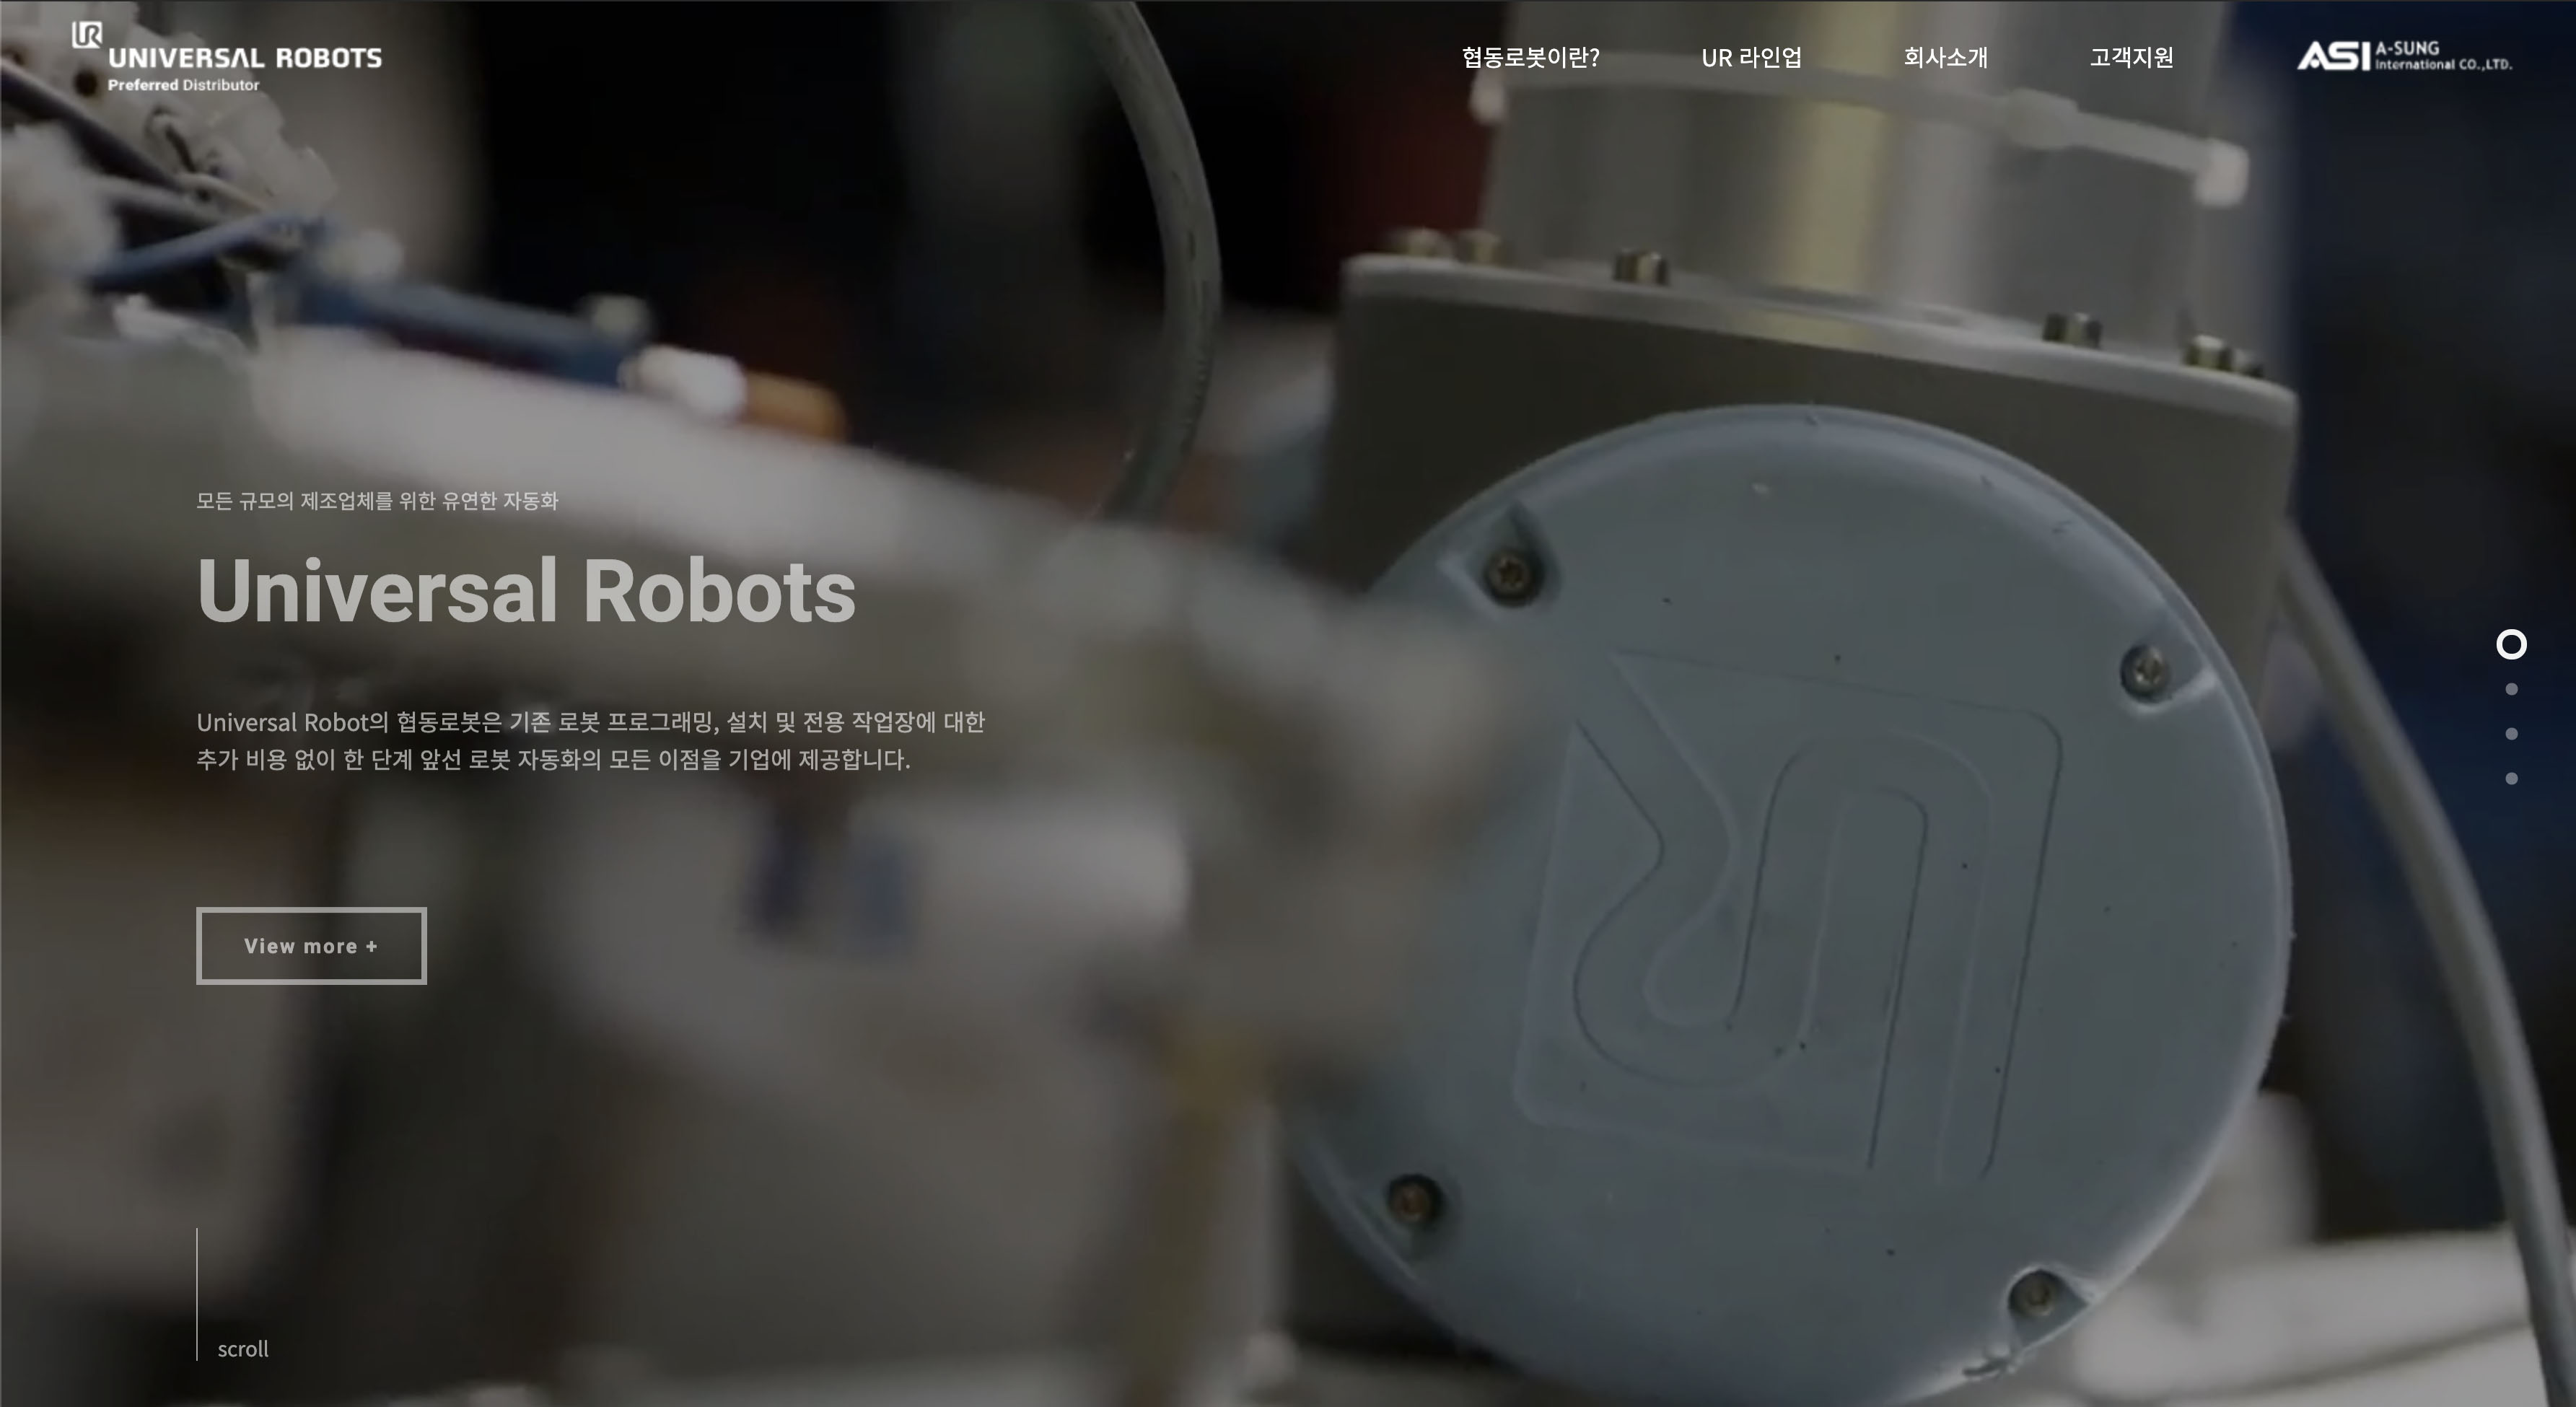 UR
UNIVERSAL ROBOTS
Preferred Distributor
협동로봇이란?
UR 라인업
회사소개
고객지원
ASI A-SUNG
International CO.,LTD.
모든 규모의 제조업체를 위한 유연한 자동화
Universal Robots
Universal Robot의 협동로봇은 기존 로봇 프로그래밍, 설치 및 전용 작업장에 대한
추가 비용 없이 한 단계 앞선 로봇 자동화의 모든 이점을 기업에 제공합니다.
View more +
scroll
UR